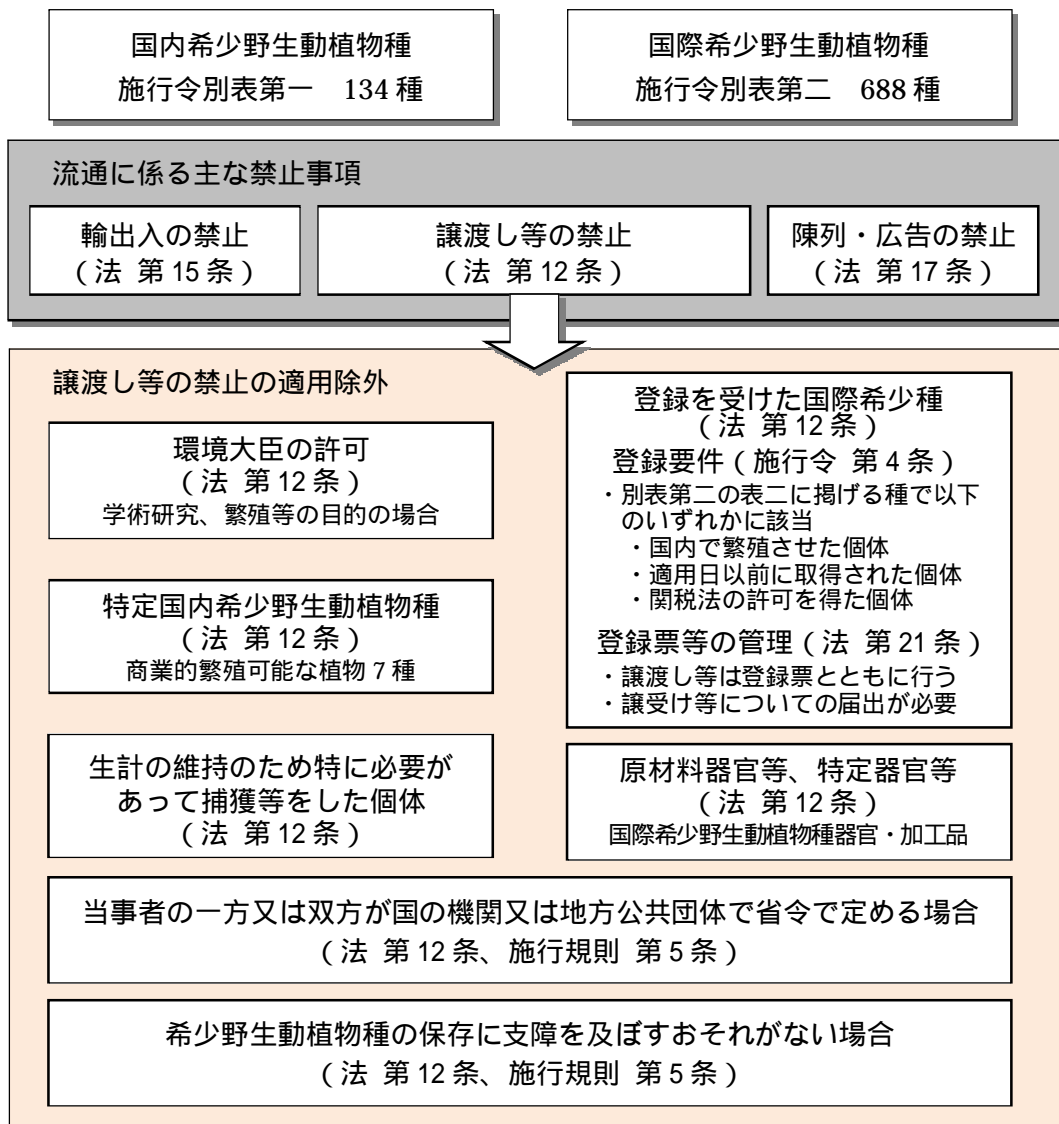 国内希少野生動植物種
施行令別表第一　134 種
国際希少野生動植物種
施行令別表第二　688 種
流通に係る主な禁止事項
輸出入の禁止
（法 第 15 条）
譲渡し等の禁止
（法 第 12 条）
陳列・広告の禁止
（法 第 17 条）
譲渡し等の禁止の適用除外
環境大臣の許可
（法 第 12 条）
学術研究、繁殖等の目的の場合
特定国内希少野生動植物種
（法 第 12 条）
商業的繁殖可能な植物 7 種
生計の維持のため特に必要が
あって捕獲等をした個体
（法 第 12 条）
登録を受けた国際希少種
（法 第 12 条）
登録要件（施行令 第 4 条）
・別表第二の表二に掲げる種で以下
のいずれかに該当
・国内で繁殖させた個体
・適用日以前に取得された個体
・関税法の許可を得た個体
登録票等の管理（法 第 21 条）
・譲渡し等は登録票とともに行う
・譲受け等についての届出が必要
原材料器官等、特定器官等
（法 第 12 条）
国際希少野生動植物種器官・加工品
当事者の一方又は双方が国の機関又は地方公共団体で省令で定める場合
（法 第 12 条、施行規則 第 5 条）
希少野生動植物種の保存に支障を及ぼすおそれがない場合
（法 第 12 条、施行規則 第 5 条）